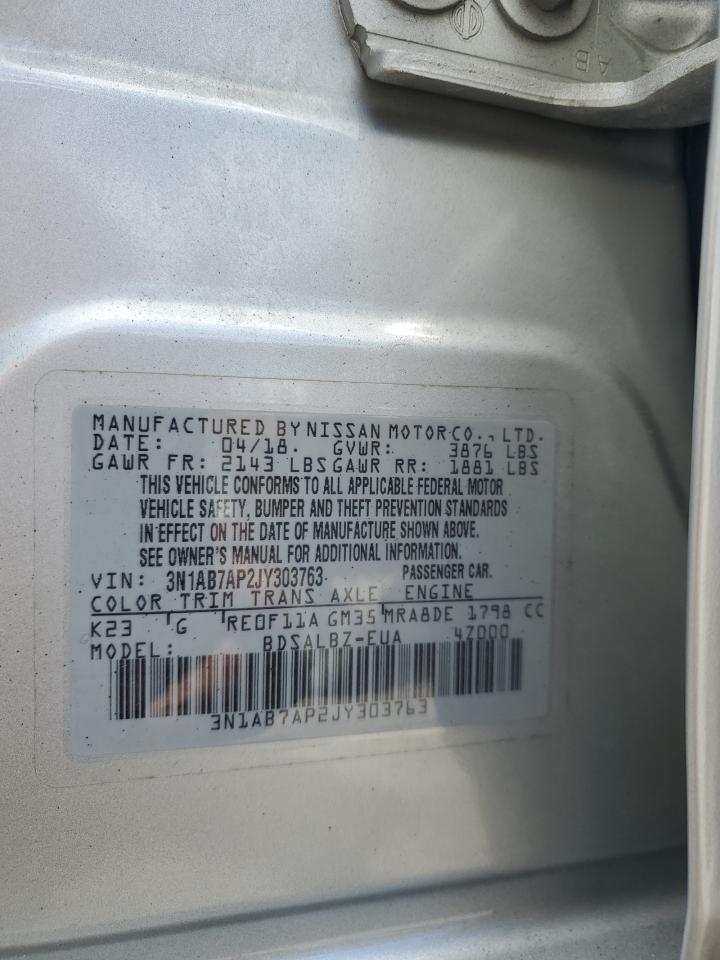 AB
MANUFACTURED BY NISSAN MOTOR CO., LTD.
DATE: 04/18. GVWR: 3876 LBS
GAWR FR: 2143 LBS GAWR RR: 1881 LBS
THIS VEHICLE CONFORMS TO ALL APPLICABLE FEDERAL MOTOR
VEHICLE SAFETY, BUMPER AND THEFT PREVENTION STANDARDS
IN EFFECT ON THE DATE OF MANUFACTURE SHOWN ABOVE.
SEE OWNER'S MANUAL FOR ADDITIONAL INFORMATION.
VIN: 3N1AB7AP2JY303763 PASSENGER CAR.
COLOR TRIM TRANS AXLE ENGINE
K23 G RE0F11A GM35 MRA8DE 1798 CC
MODEL: BDSALBZ-EUA 4Z000
3N1AB7AP2JY303763